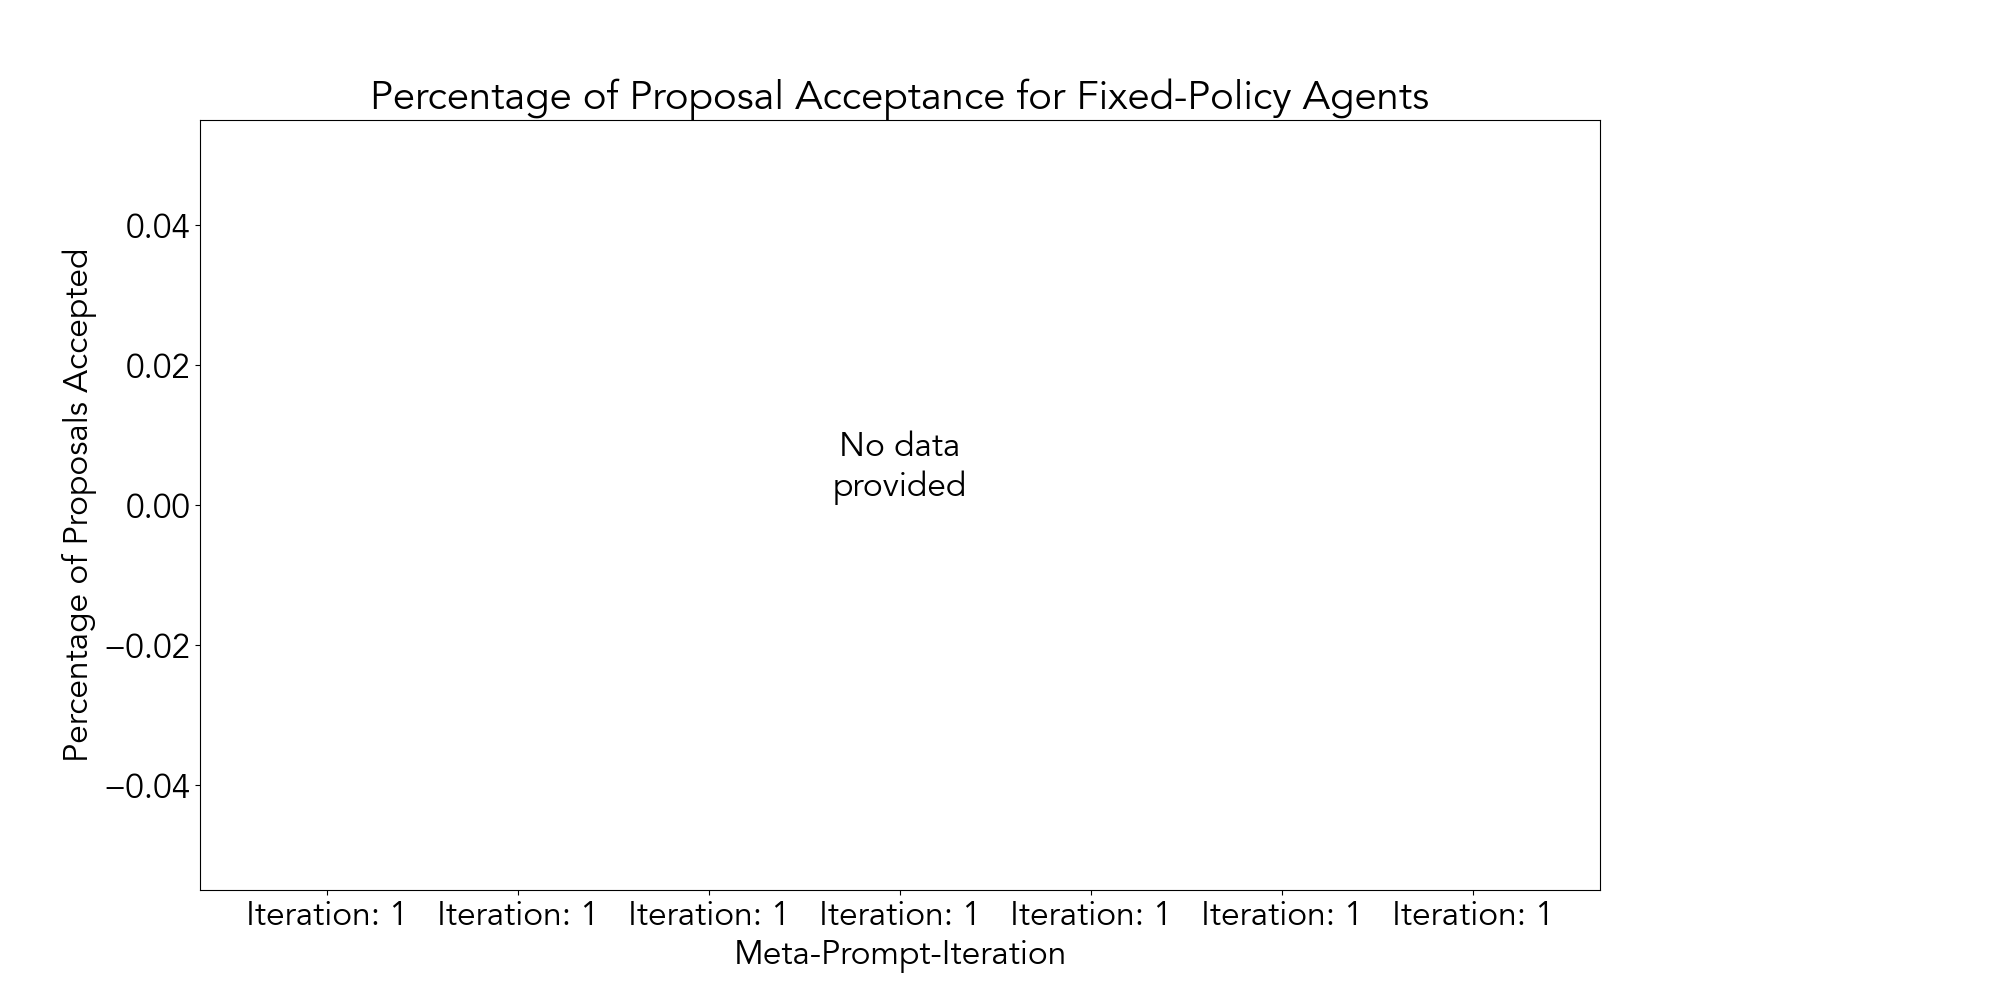 Percentage of Proposal Acceptance for Fixed-Policy Agents
Percentage of Proposals Accepted
0.04
0.02
0.00
−0.02
−0.04
No data
provided
Iteration: 1 Iteration: 1 Iteration: 1 Iteration: 1 Iteration: 1 Iteration: 1 Iteration: 1
Meta-Prompt-Iteration